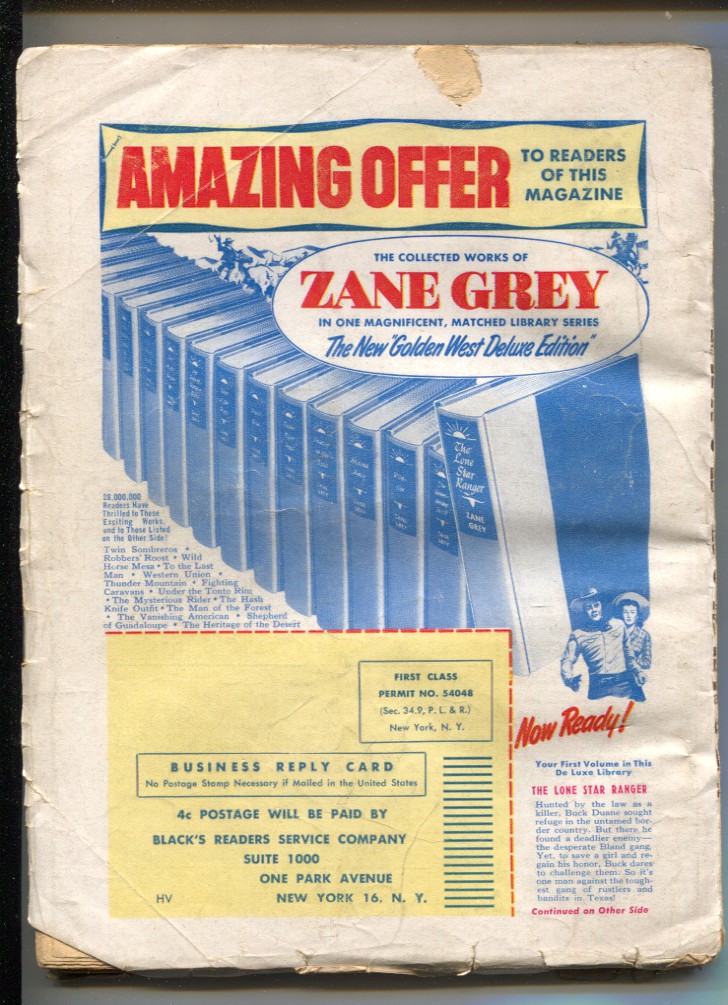 AMAZING OFFER
TO READERS
OF THIS
MAGAZINE
THE COLLECTED WORKS OF
ZANE GREY
IN ONE MAGNIFICENT, MATCHED LIBRARY SERIES
The New "Golden West Deluxe Edition"
The
Lone
Star
Ranger
ZANE
GREY
28,000,000
Readers Have
Thrilled to These
Exciting Works,
and to Those Listed
on the Other Side!
Twin Sombreros •
Robbers' Roost • Wild
Horse Mesa • To the Last
Man • Western Union •
Thunder Mountain • Fighting
Caravans • Under the Tonto Rim
• The Mysterious Rider • The Hash
Knife Outfit • The Man of the Forest
• The Vanishing American • Shepherd
of Guadaloupe • The Heritage of the Desert
FIRST CLASS
PERMIT NO. 54048
(Sec. 34.9, P. L. & R.)
New York, N. Y.
BUSINESS REPLY CARD
No Postage Stamp Necessary if Mailed in the United States
4c POSTAGE WILL BE PAID BY
BLACK'S READERS SERVICE COMPANY
SUITE 1000
ONE PARK AVENUE
HV
NEW YORK 16, N. Y.
Now Ready!
Your First Volume in This
De Luxe Library
THE LONE STAR RANGER
Hunted by the law as a
killer, Buck Duane sought
refuge in the untamed bor-
der country. But there he
found a deadlier enemy—
the desperate Bland gang.
Yet, to save a girl and re-
gain his honor, Buck dares
to challenge them. So it's
one man against the tough-
est gang of rustlers and
bandits in Texas!
Continued on Other Side